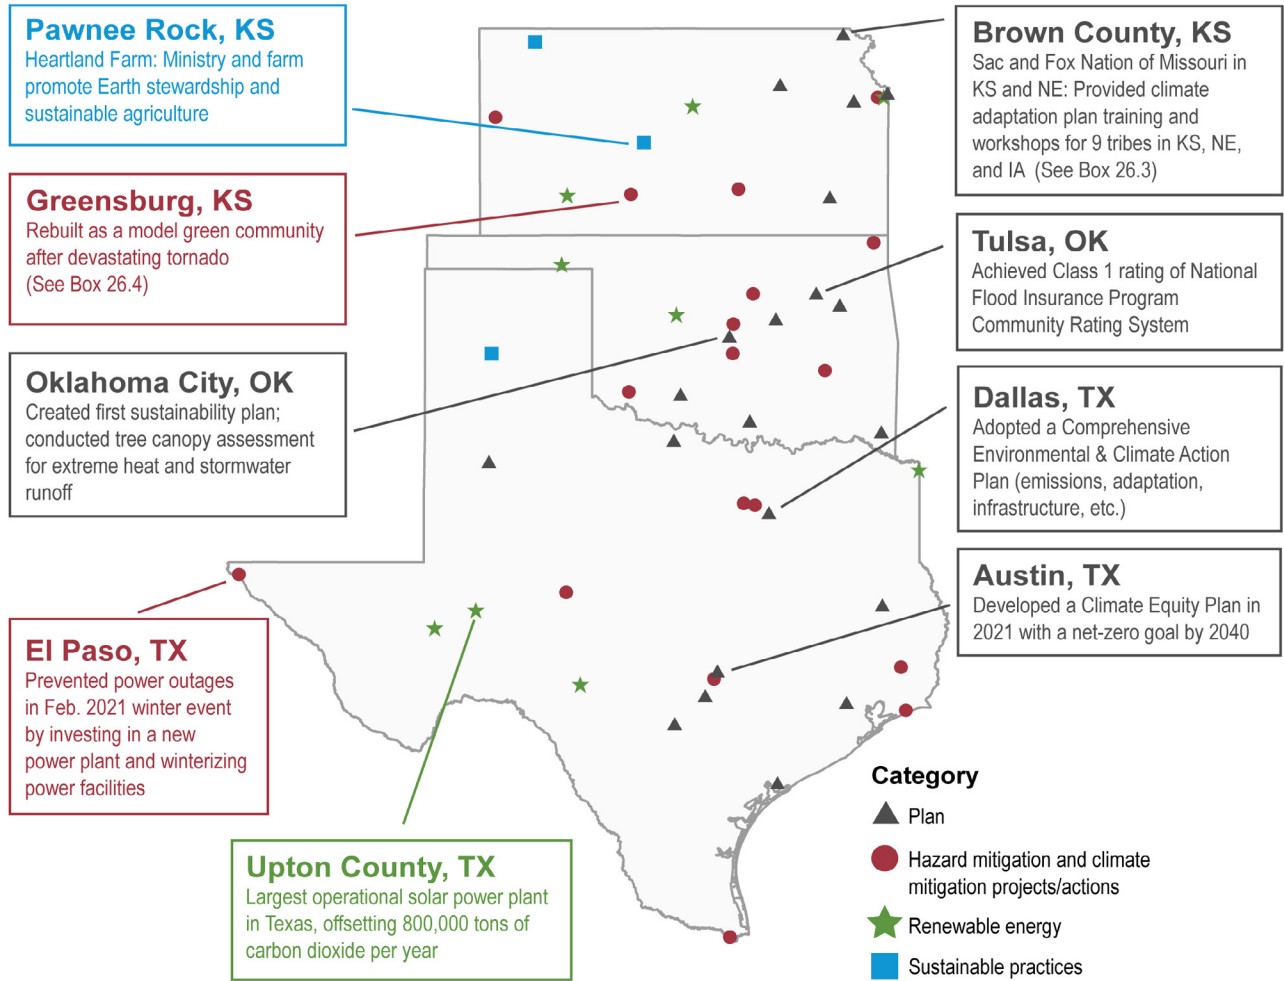 Pawnee Rock, KS
Heartland Farm: Ministry and farm
promote Earth stewardship and
sustainable agriculture
Greensburg, KS
Rebuilt as a model green community
after devastating tornado
(See Box 26.4)
Oklahoma City, OK
Created first sustainability plan;
conducted tree canopy assessment
for extreme heat and stormwater
runoff
El Paso, TX
Prevented power outages
in Feb. 2021 winter event
by investing in a new
power plant and winterizing
power facilities
Upton County, TX
Largest operational solar power plant
in Texas, offsetting 800,000 tons of
carbon dioxide per year
Brown County, KS
Sac and Fox Nation of Missouri in
KS and NE: Provided climate
adaptation plan training and
workshops for 9 tribes in KS, NE,
and IA (See Box 26.3)
Tulsa, OK
Achieved Class 1 rating of National
Flood Insurance Program
Community Rating System
Dallas, TX
Adopted a Comprehensive
Environmental & Climate Action
Plan (emissions, adaptation,
infrastructure, etc.)
Austin, TX
Developed a Climate Equity Plan in
2021 with a net-zero goal by 2040
Category
Plan
Hazard mitigation and climate
mitigation projects/actions
Renewable energy
Sustainable practices